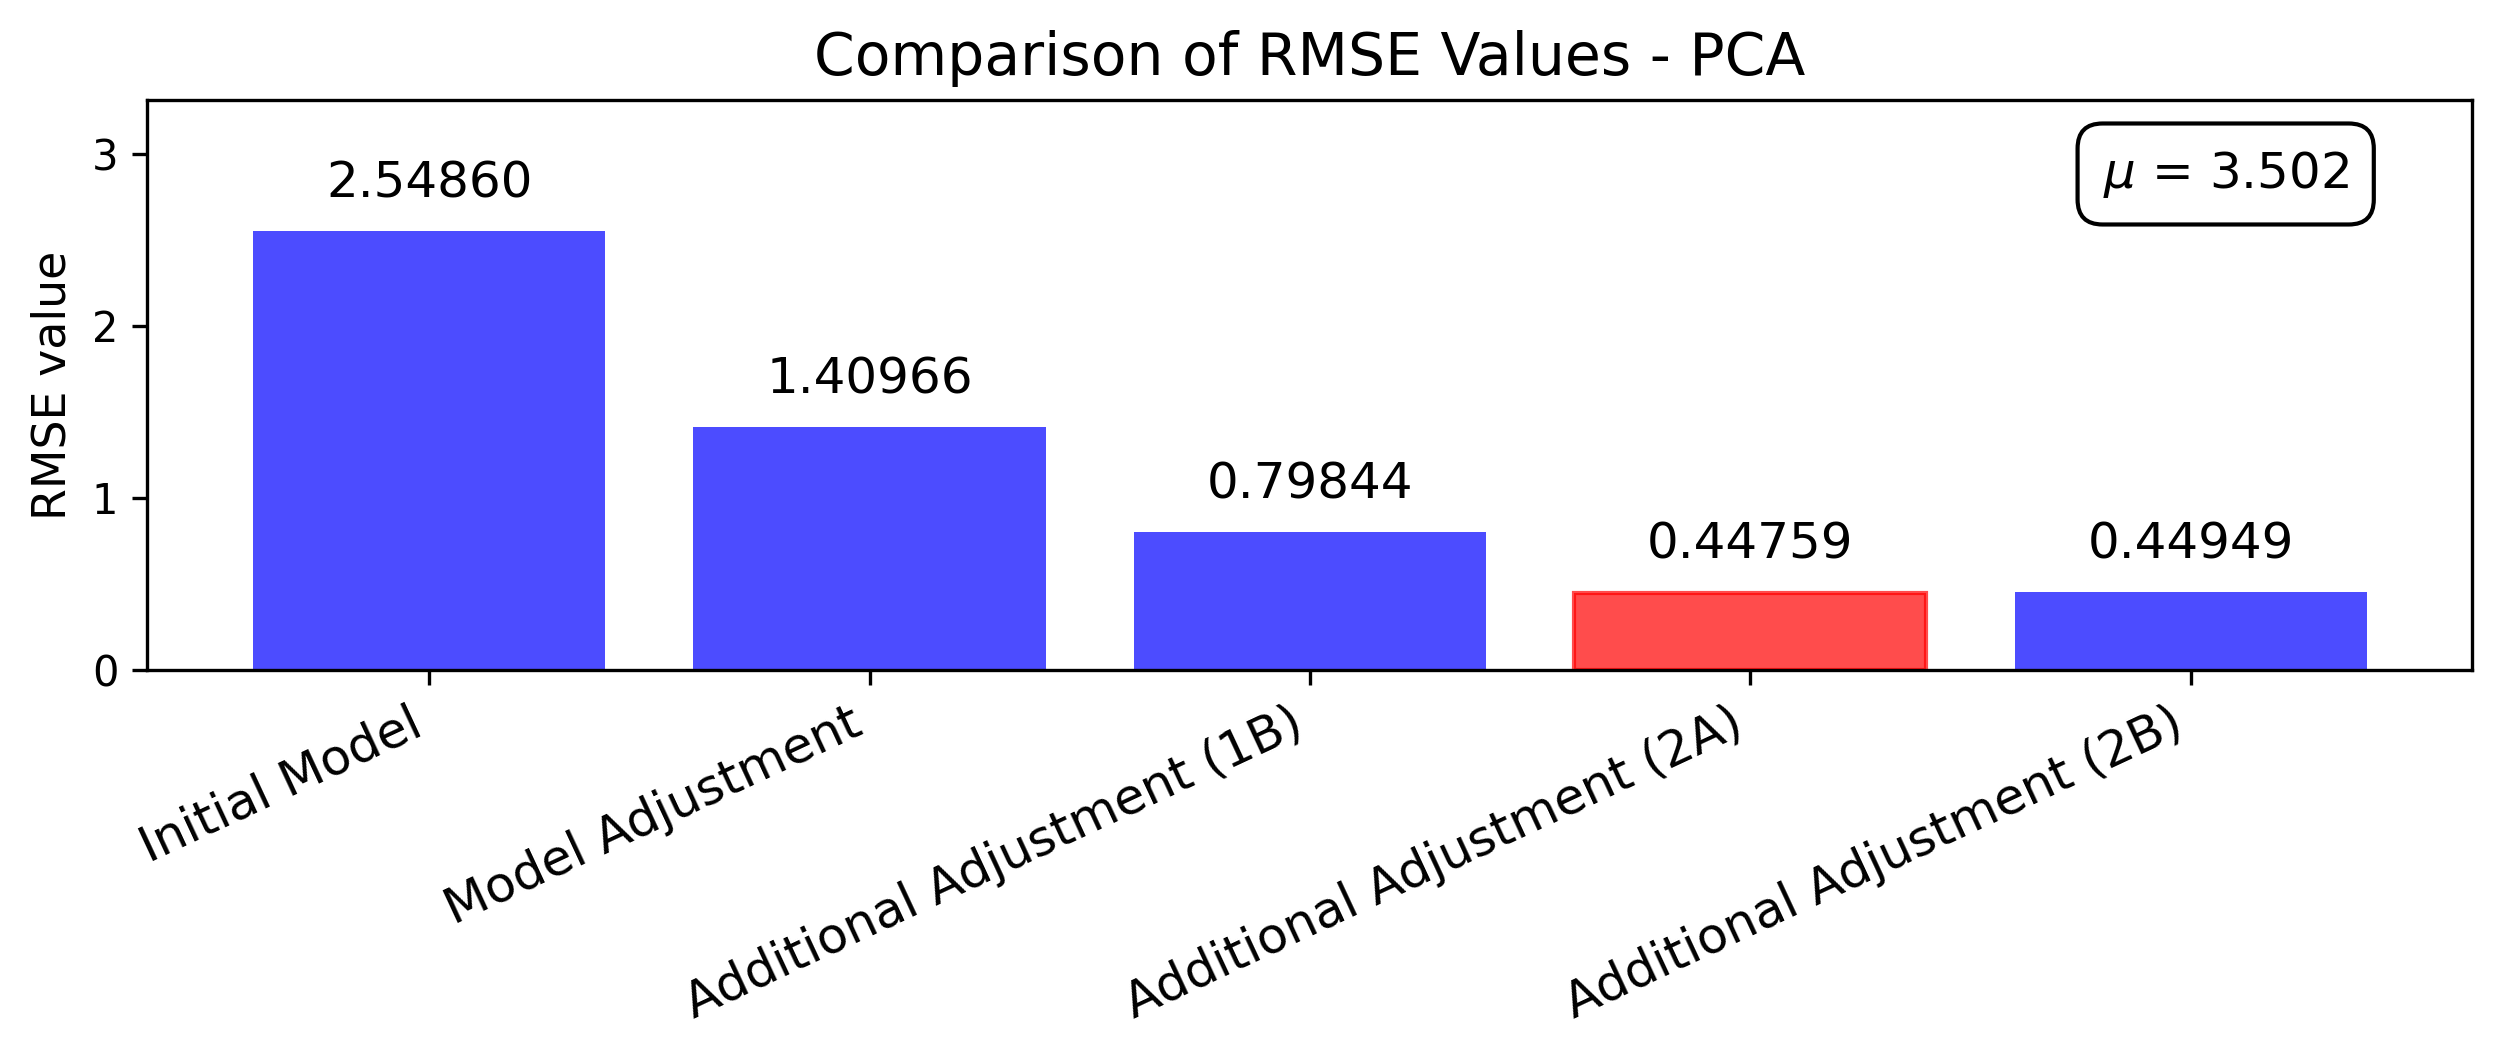 Comparison of RMSE Values - PCA
μ = 3.502
RMSE value
3
2
1
0
2.54860
1.40966
0.79844
0.44759
0.44949
Initial Model
Model Adjustment
Additional Adjustment (1B)
Additional Adjustment (2A)
Additional Adjustment (2B)